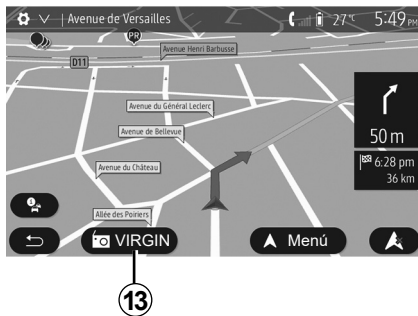 Avenue de Versailles
27°C
5:49 PM
PR
Avenue Henri Barbusse
D11
Avenue du Général Leclerc
Avenue de Bellevue
Avenue du Château
Allée des Poiriers
50 m
6:28 pm
36 km
VIRGIN
Menú
13